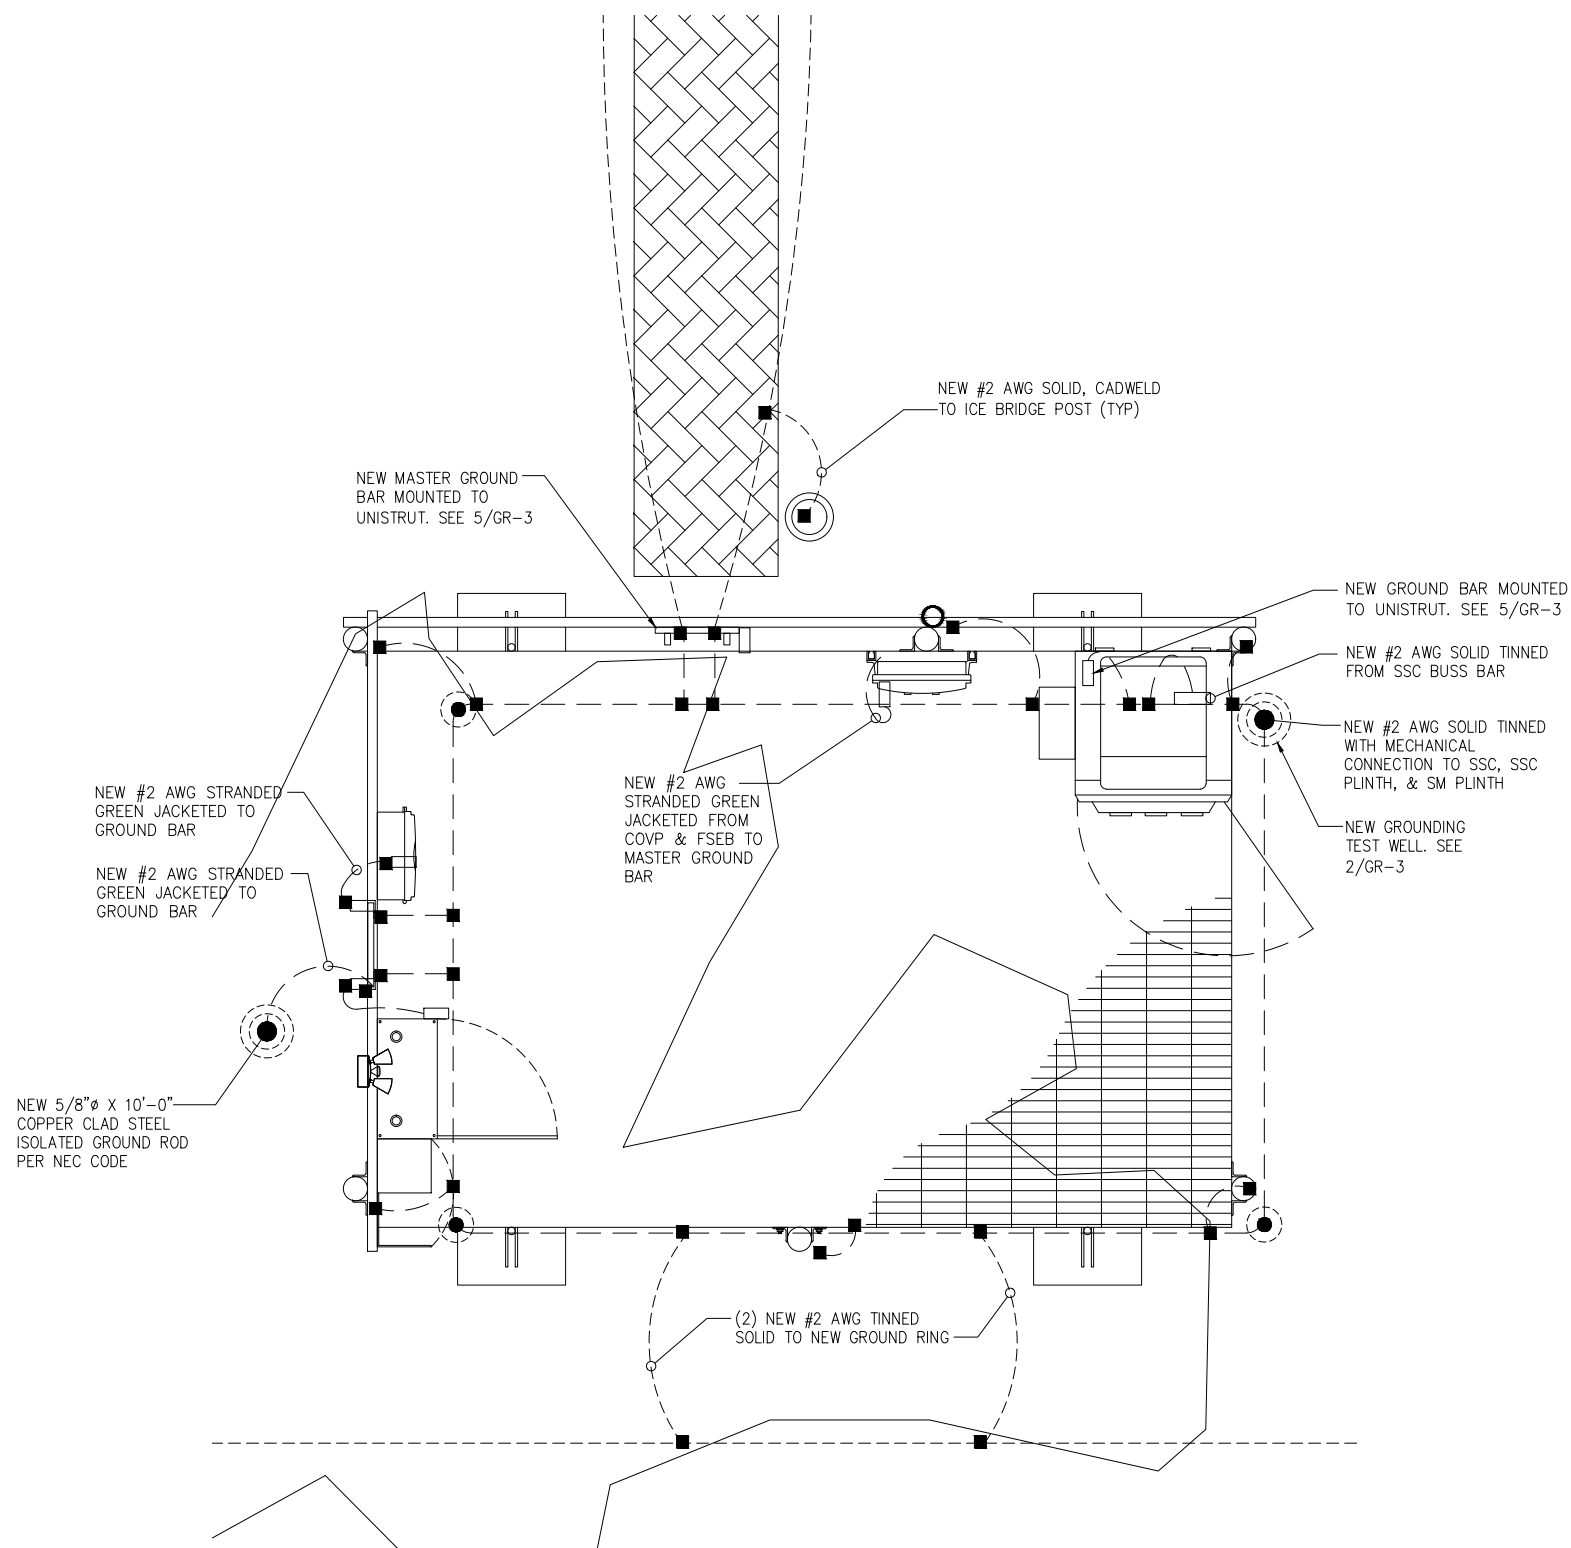 NEW #2 AWG SOLID, CADWELD
TO ICE BRIDGE POST (TYP)
NEW MASTER GROUND
BAR MOUNTED TO
UNISTRUT. SEE 5/GR-3
NEW GROUND BAR MOUNTED
TO UNISTRUT. SEE 5/GR-3
NEW #2 AWG SOLID TINNED
FROM SSC BUSS BAR
NEW #2 AWG SOLID TINNED
WITH MECHANICAL
CONNECTION TO SSC, SSC
PLINTH, & SM PLINTH
NEW GROUNDING
TEST WELL. SEE
2/GR-3
NEW #2 AWG
STRANDED GREEN
JACKETED FROM
COVP & FSEB TO
MASTER GROUND
BAR
NEW #2 AWG STRANDED
GREEN JACKETED TO
GROUND BAR
NEW #2 AWG STRANDED
GREEN JACKETED TO
GROUND BAR
NEW 5/8"ø X 10'-0"
COPPER CLAD STEEL
ISOLATED GROUND ROD
PER NEC CODE
(2) NEW #2 AWG TINNED
SOLID TO NEW GROUND RING